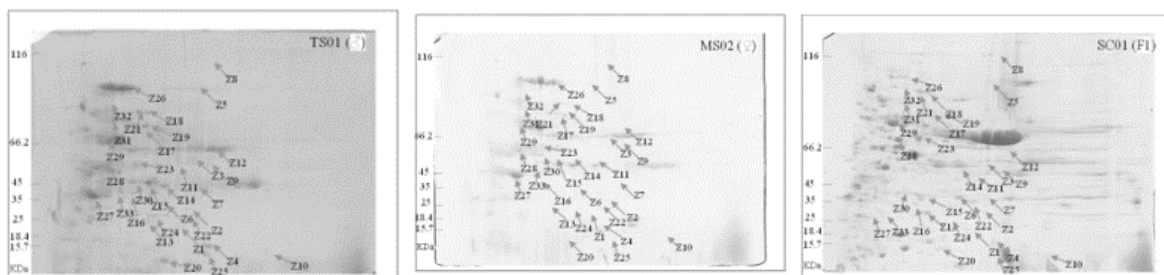 TS01 (♂)
116
Z8
Z26
Z5
Z32
Z18
Z21
Z19
Z31
66.2
Z17
Z29
Z12
Z23
Z3
Z9
45
Z28
Z11
Z14
Z30
Z7
35
Z15
Z27
Z33
Z6
25
Z16
Z2
18.4
Z13
Z22
15.7
Z1
Z4
KDa
Z20
Z25
Z10
MS02 (♀)
116
Z8
Z26
Z5
Z32
Z18
Z21
Z19
66.2
Z17
Z12
Z29
Z23
Z3
Z9
45
Z28
Z30
Z14
Z11
Z33
Z15
35
Z27
Z7
Z16
Z6
25
Z13
Z22
Z2
18.4
Z24
15.7
Z1
Z4
Z10
KDa
Z20
Z25
SC01 (F1)
116
Z8
Z26
Z5
Z32
Z21
Z31
Z19
Z29
Z17
66.2
Z23
Z28
Z12
45
Z3
Z14
Z11
Z9
35
Z30
Z15
Z7
25
Z27
Z33
Z16
Z13
Z6
Z22
Z2
18.4
Z24
15.7
Z1
Z4
KDa
Z10